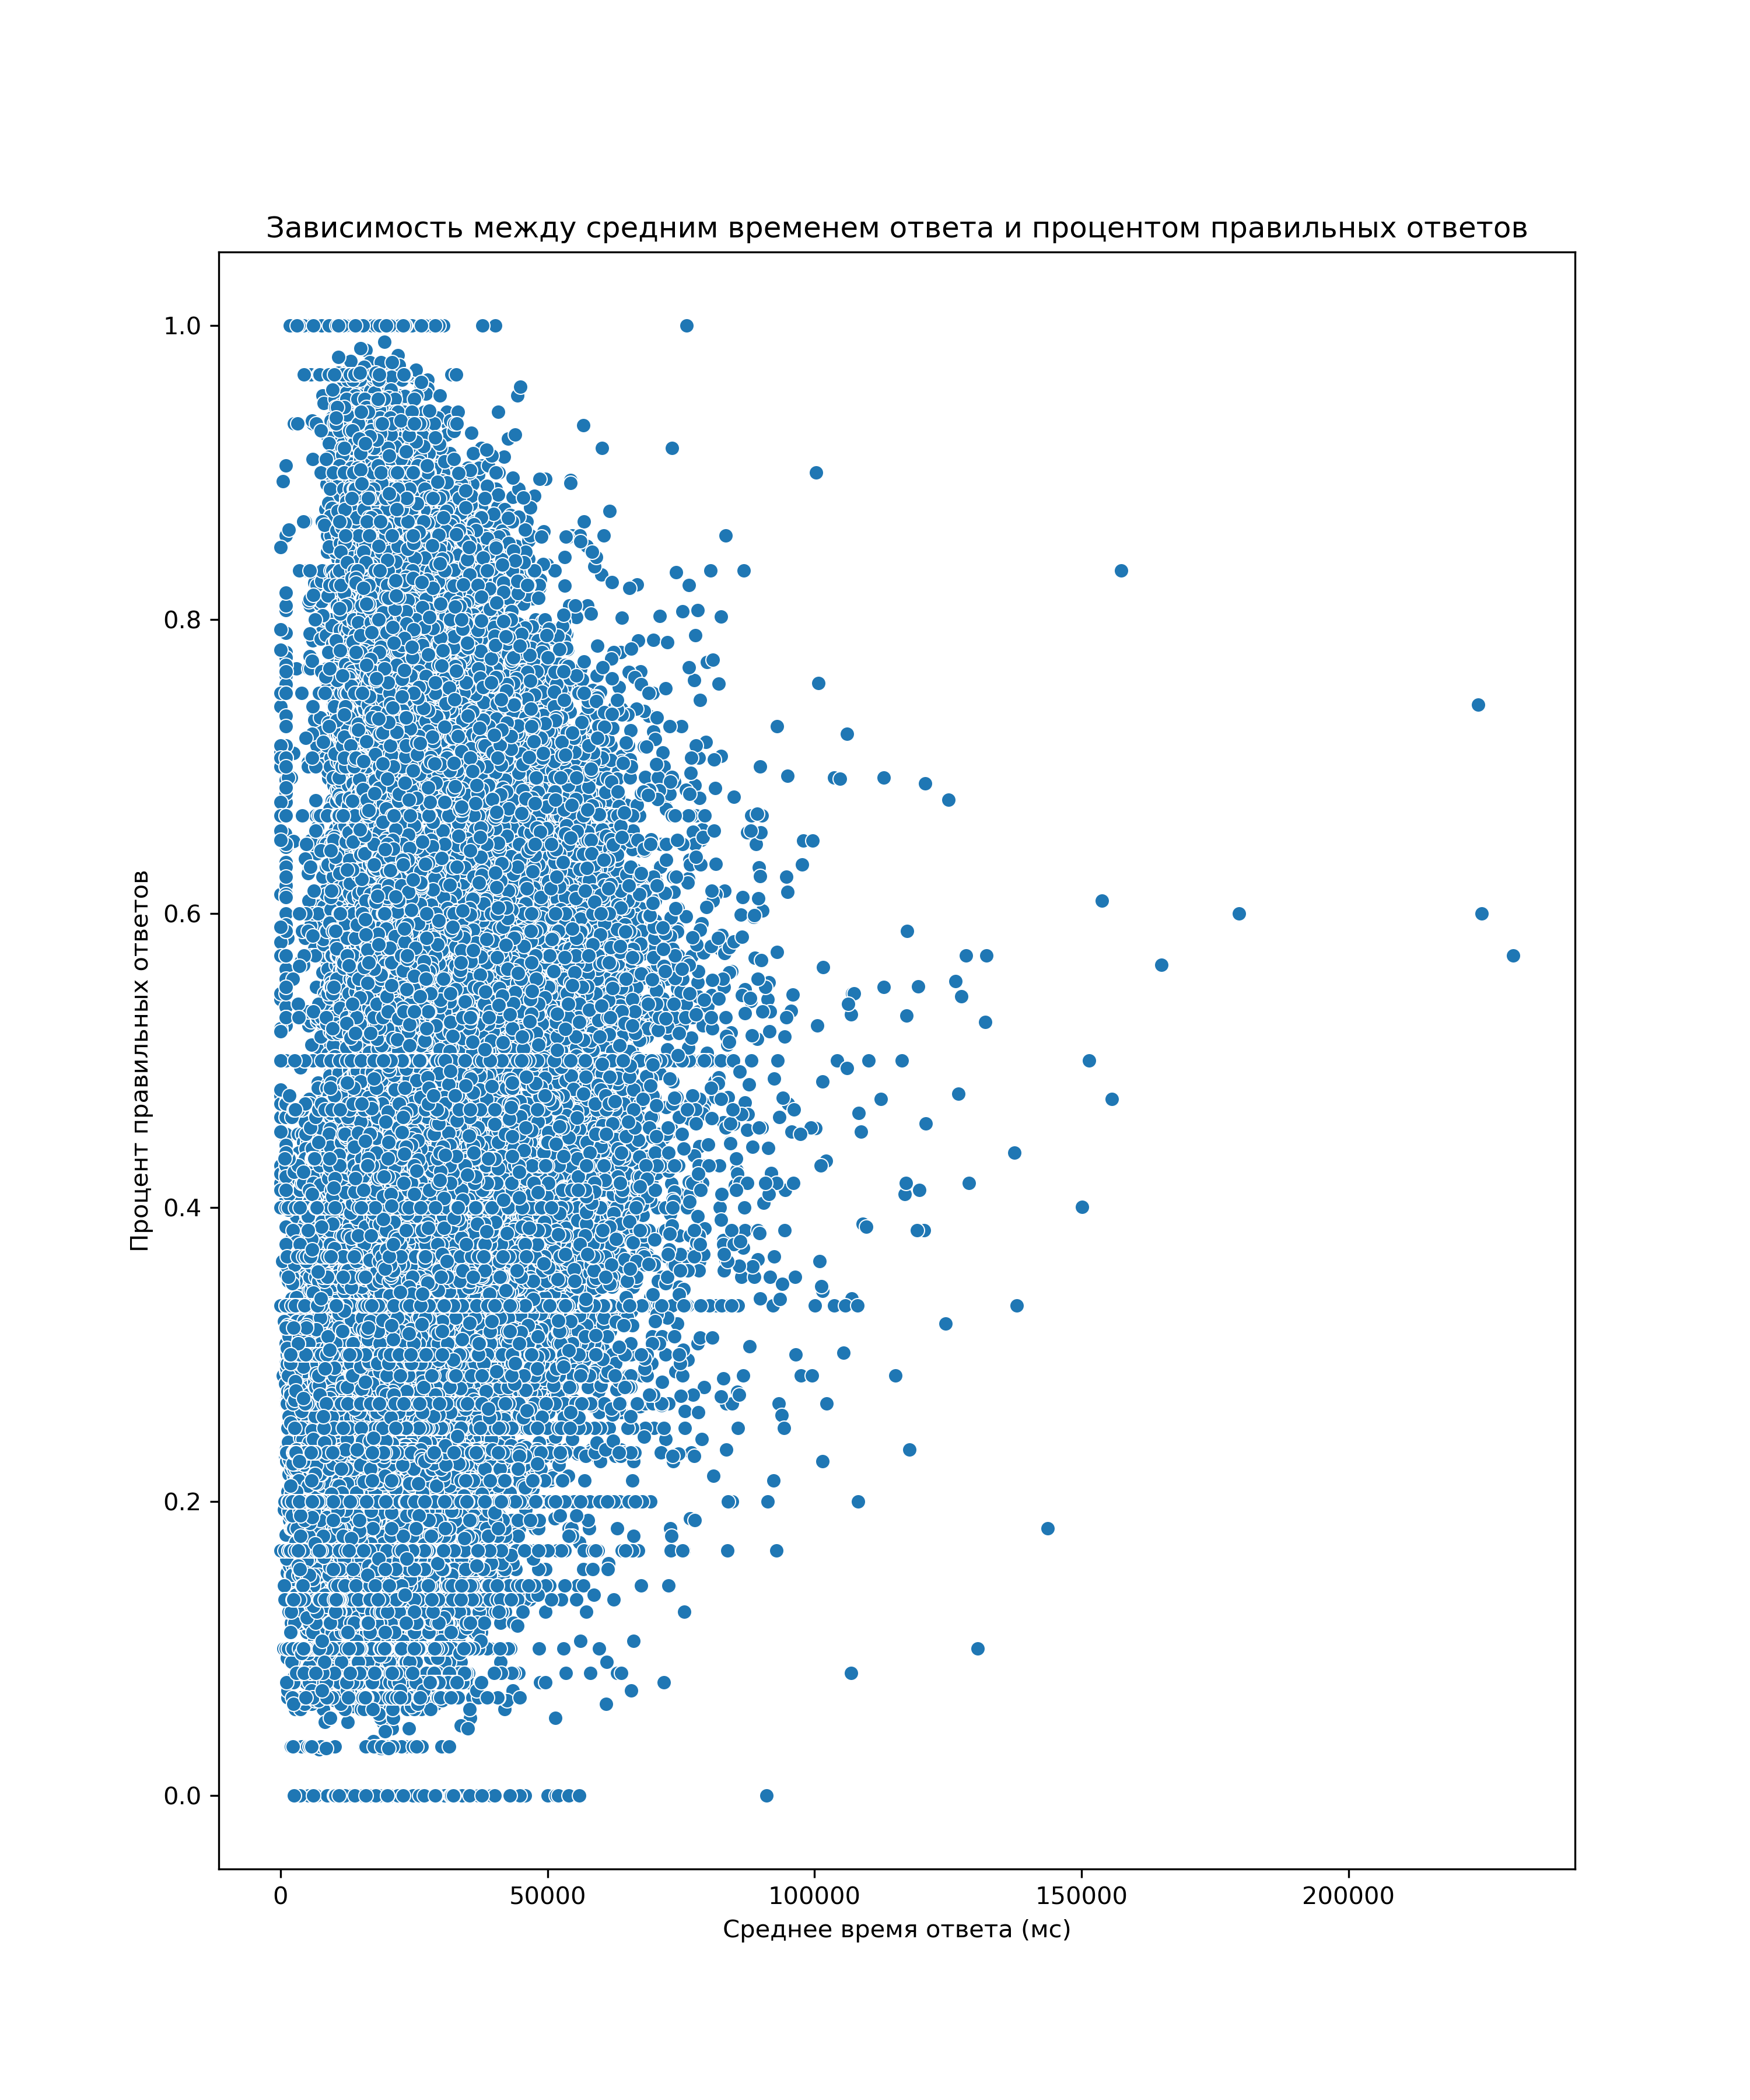 Зависимость между средним временем ответа и процентом правильных ответов
1.0
0.8
0.6
0.4
0.2
0.0
Процент правильных ответов
0 50000 100000 150000 200000
Среднее время ответа (мс)